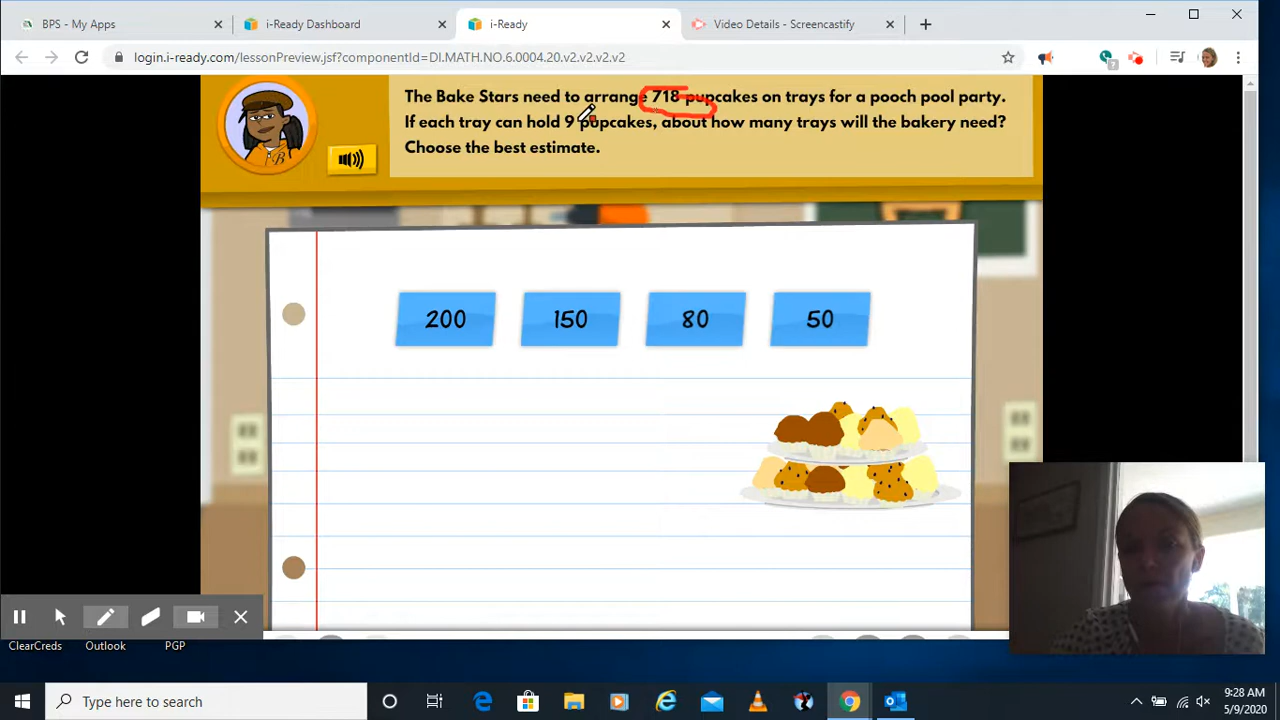 BPS - My Apps
i-Ready Dashboard
i-Ready
Video Details - Screencastify
login.i-ready.com/lessonPreview.jsf?componentId=DI.MATH.NO.6.0004.20.v2.v2.v2.v2
The Bake Stars need to arrange 718 pupcakes on trays for a pooch pool party.
If each tray can hold 9 pupcakes, about how many trays will the bakery need?
Choose the best estimate.
B
200
150
80
50
ClearCreds
Outlook
PGP
Type here to search
9:28 AM
5/9/2020